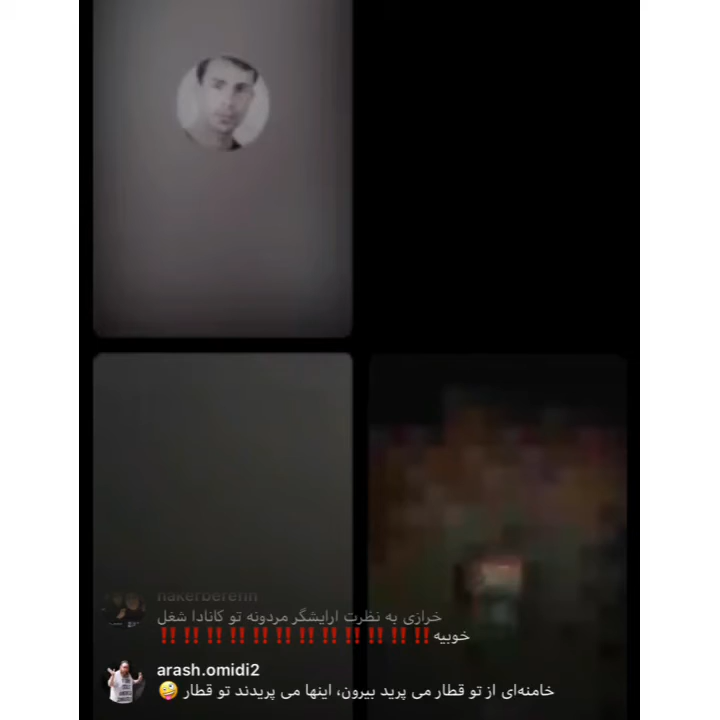 nakerberenn
خرازی به نظرت ارایشگر مردونه تو کانادا شغل
خوبیه‼️‼️‼️‼️‼️‼️‼️‼️‼️‼️‼️‼️
arash.omidi2
خامنه‌ای از تو قطار می پرید بیرون، اینها می پریدند تو قطار 🤪